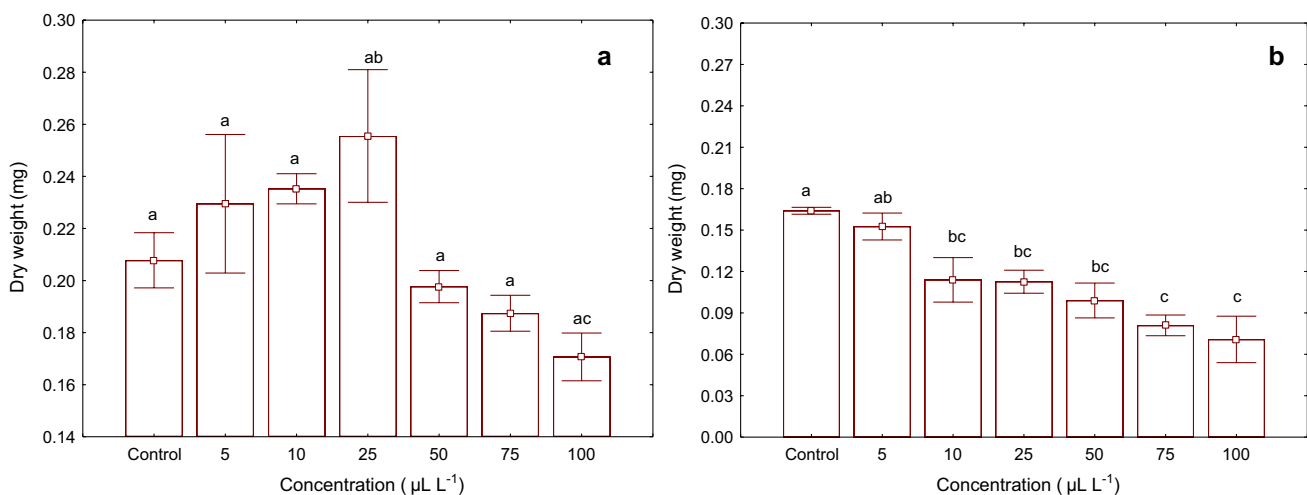 a
Dry weight (mg)
0.30
0.28
0.26
0.24
0.22
0.20
0.18
0.16
0.14
a
a
a
ab
a
a
ac
Control 5 10 25 50 75 100
Concentration ( µL L⁻¹)
b
Dry weight (mg)
0.30
0.27
0.24
0.21
0.18
0.15
0.12
0.09
0.06
0.03
0.00
a
ab
bc
bc
bc
c
c
Control 5 10 25 50 75 100
Concentration ( µL L⁻¹)